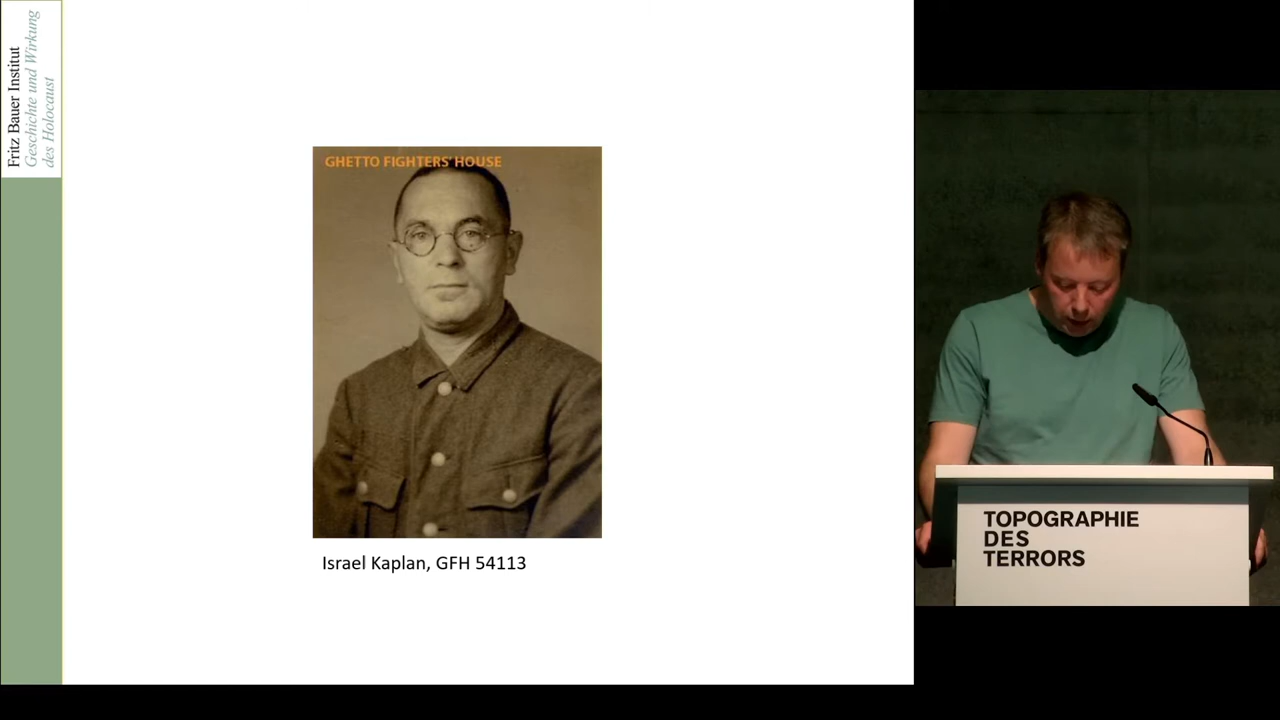 Fritz Bauer Institut
Geschichte und Wirkung
des Holocaust
GHETTO FIGHTERS' HOUSE
Israel Kaplan, GFH 54113
TOPOGRAPHIE
DES
TERRORS